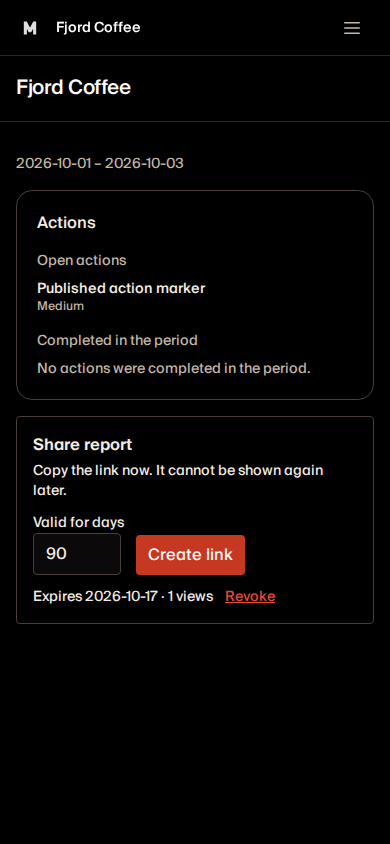 M Fjord Coffee
Fjord Coffee
2026-10-01 – 2026-10-03
Actions
Open actions
Published action marker
Medium
Completed in the period
No actions were completed in the period.
Share report
Copy the link now. It cannot be shown again
later.
Valid for days
90 Create link
Expires 2026-10-17 · 1 views Revoke